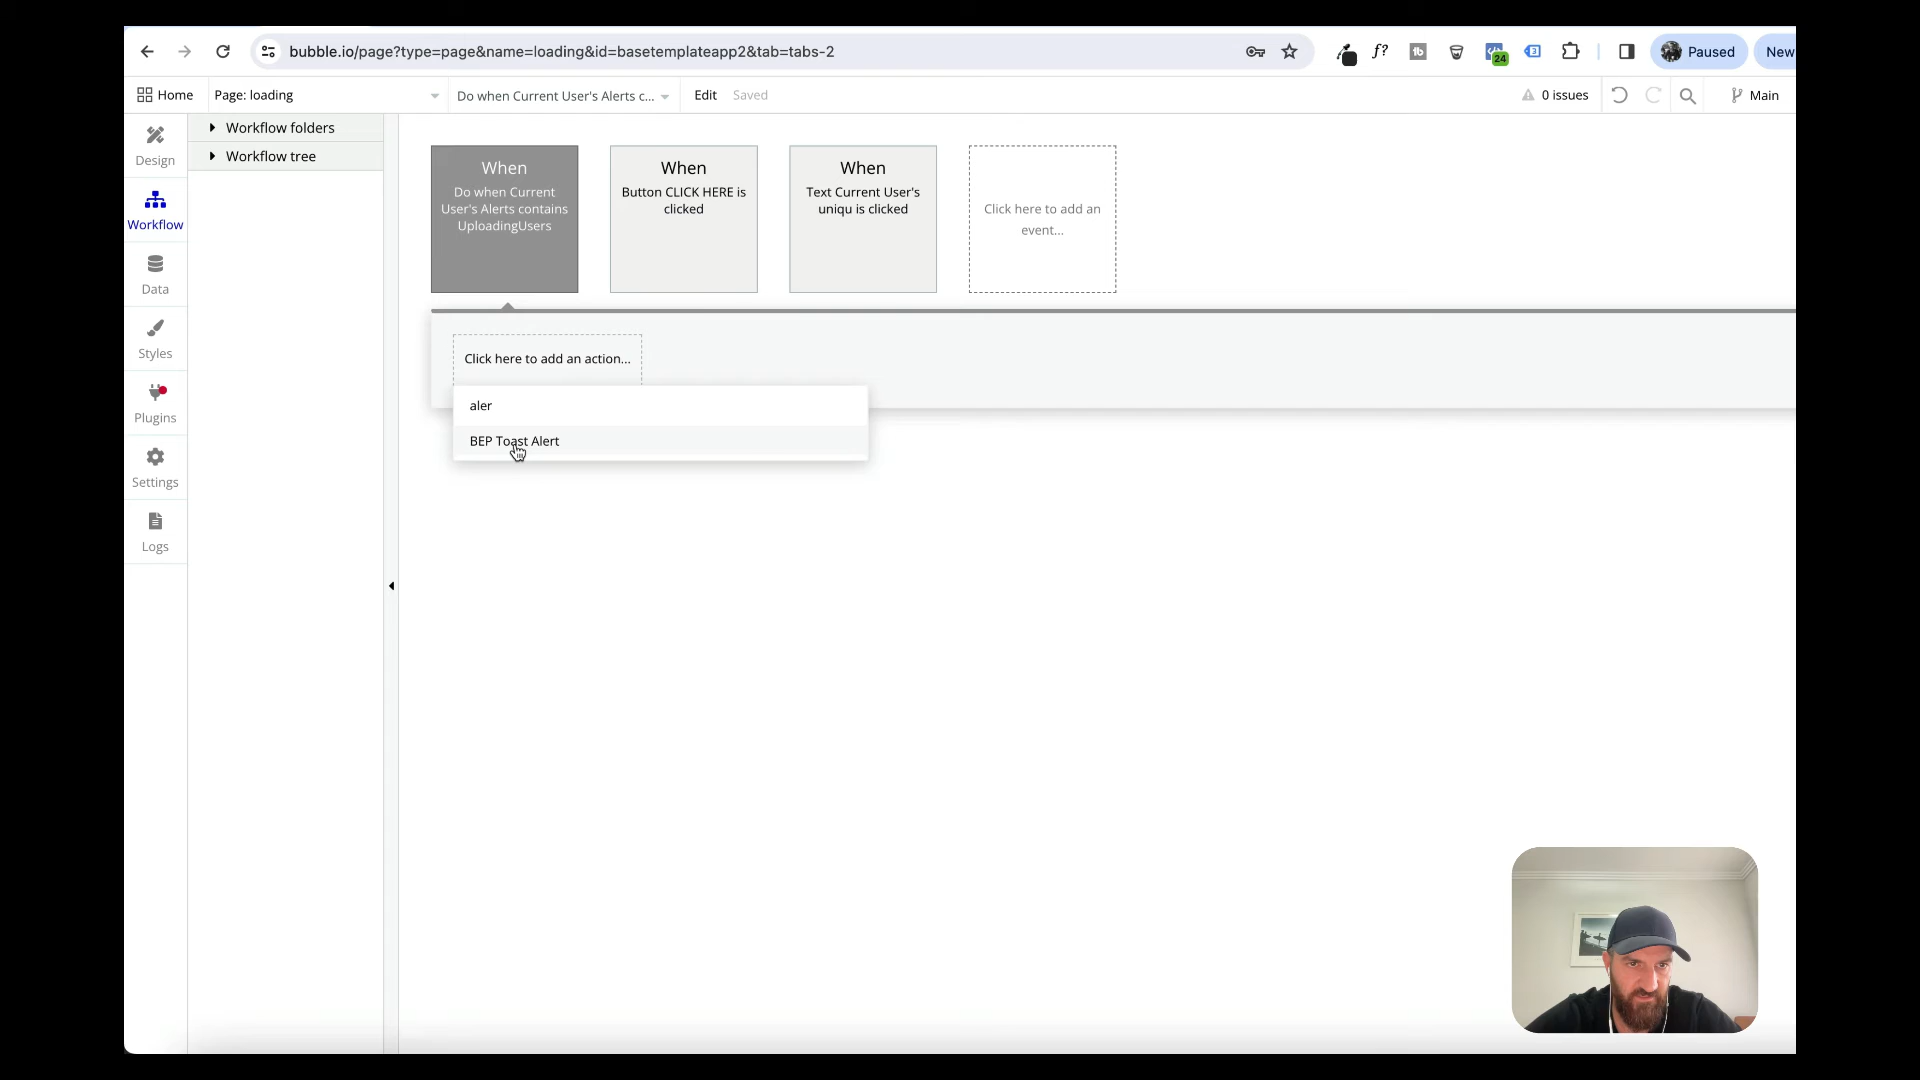 bubble.io/page?type=page&name=loading&id=basetemplateapp2&tab=tabs-2
f?
tb
24
3
Paused
New
Home
Page: loading
Do when Current User's Alerts c...
Edit
Saved
0 issues
Main
Design
Workflow
Data
Styles
Plugins
Settings
Logs
Workflow folders
Workflow tree
When
Do when Current
User's Alerts contains
UploadingUsers
When
Button CLICK HERE is
clicked
When
Text Current User's
uniqu is clicked
Click here to add an
event...
Click here to add an action...
aler
BEP Toast Alert